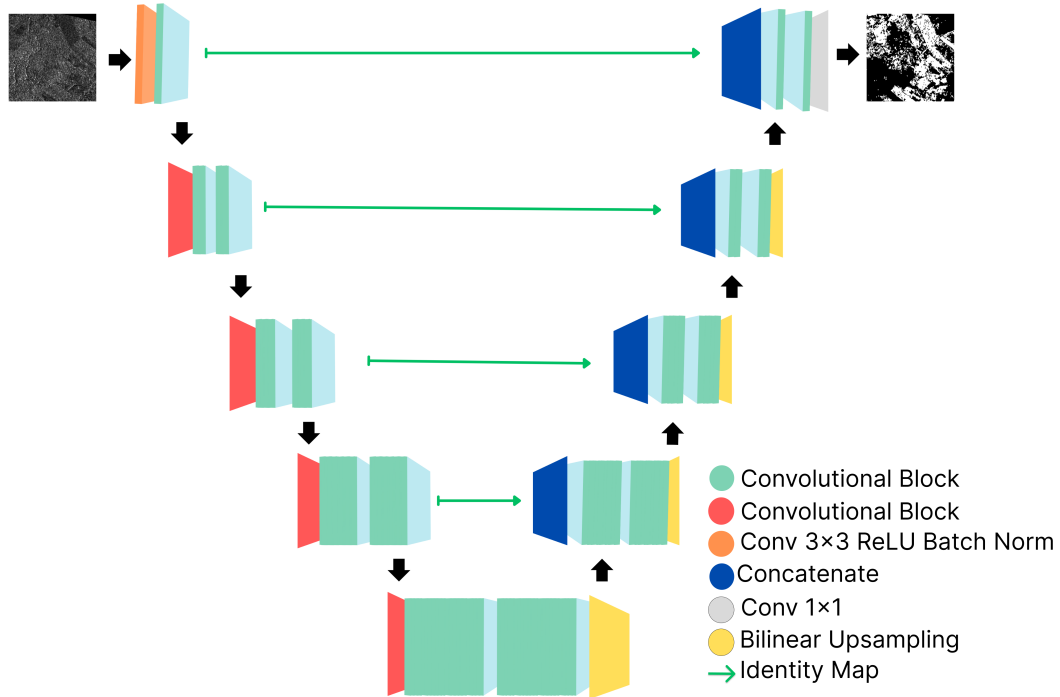 Convolutional Block
Convolutional Block
Conv 3×3 ReLU Batch Norm
Concatenate
Conv 1×1
Bilinear Upsampling
Identity Map